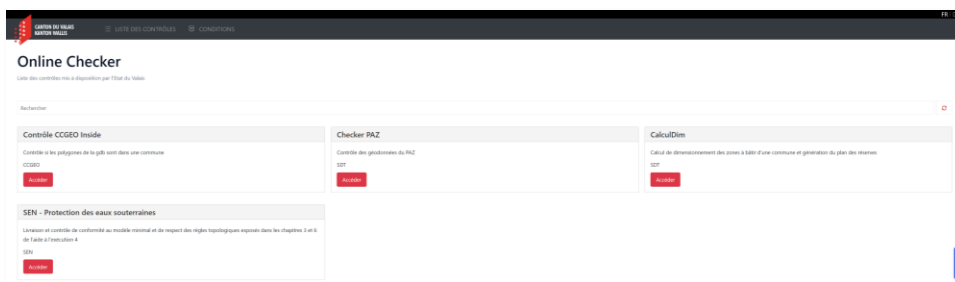 FR
CANTON DU VALAIS
KANTON WALLIS
LISTE DES CONTRÔLES
CONDITIONS
Online Checker
Liste des contrôles mis à disposition par l'Etat du Valais
Rechercher
Contrôle CCGEO Inside
Contrôle si les polygones de la gdb sont dans une commune
CCGEO
Accéder
Checker PAZ
Contrôle des géodonnées du PAZ
SDT
Accéder
CalculDim
Calcul de dimensionnement des zones à bâtir d'une commune et génération du plan des réserves
SDT
Accéder
SEN - Protection des eaux souterraines
Livraison et contrôle de conformité au modèle minimal et de respect des règles topologiques exposés dans les chapitres 3 et 6
de l'aide à l'exécution 4
SEN
Accéder